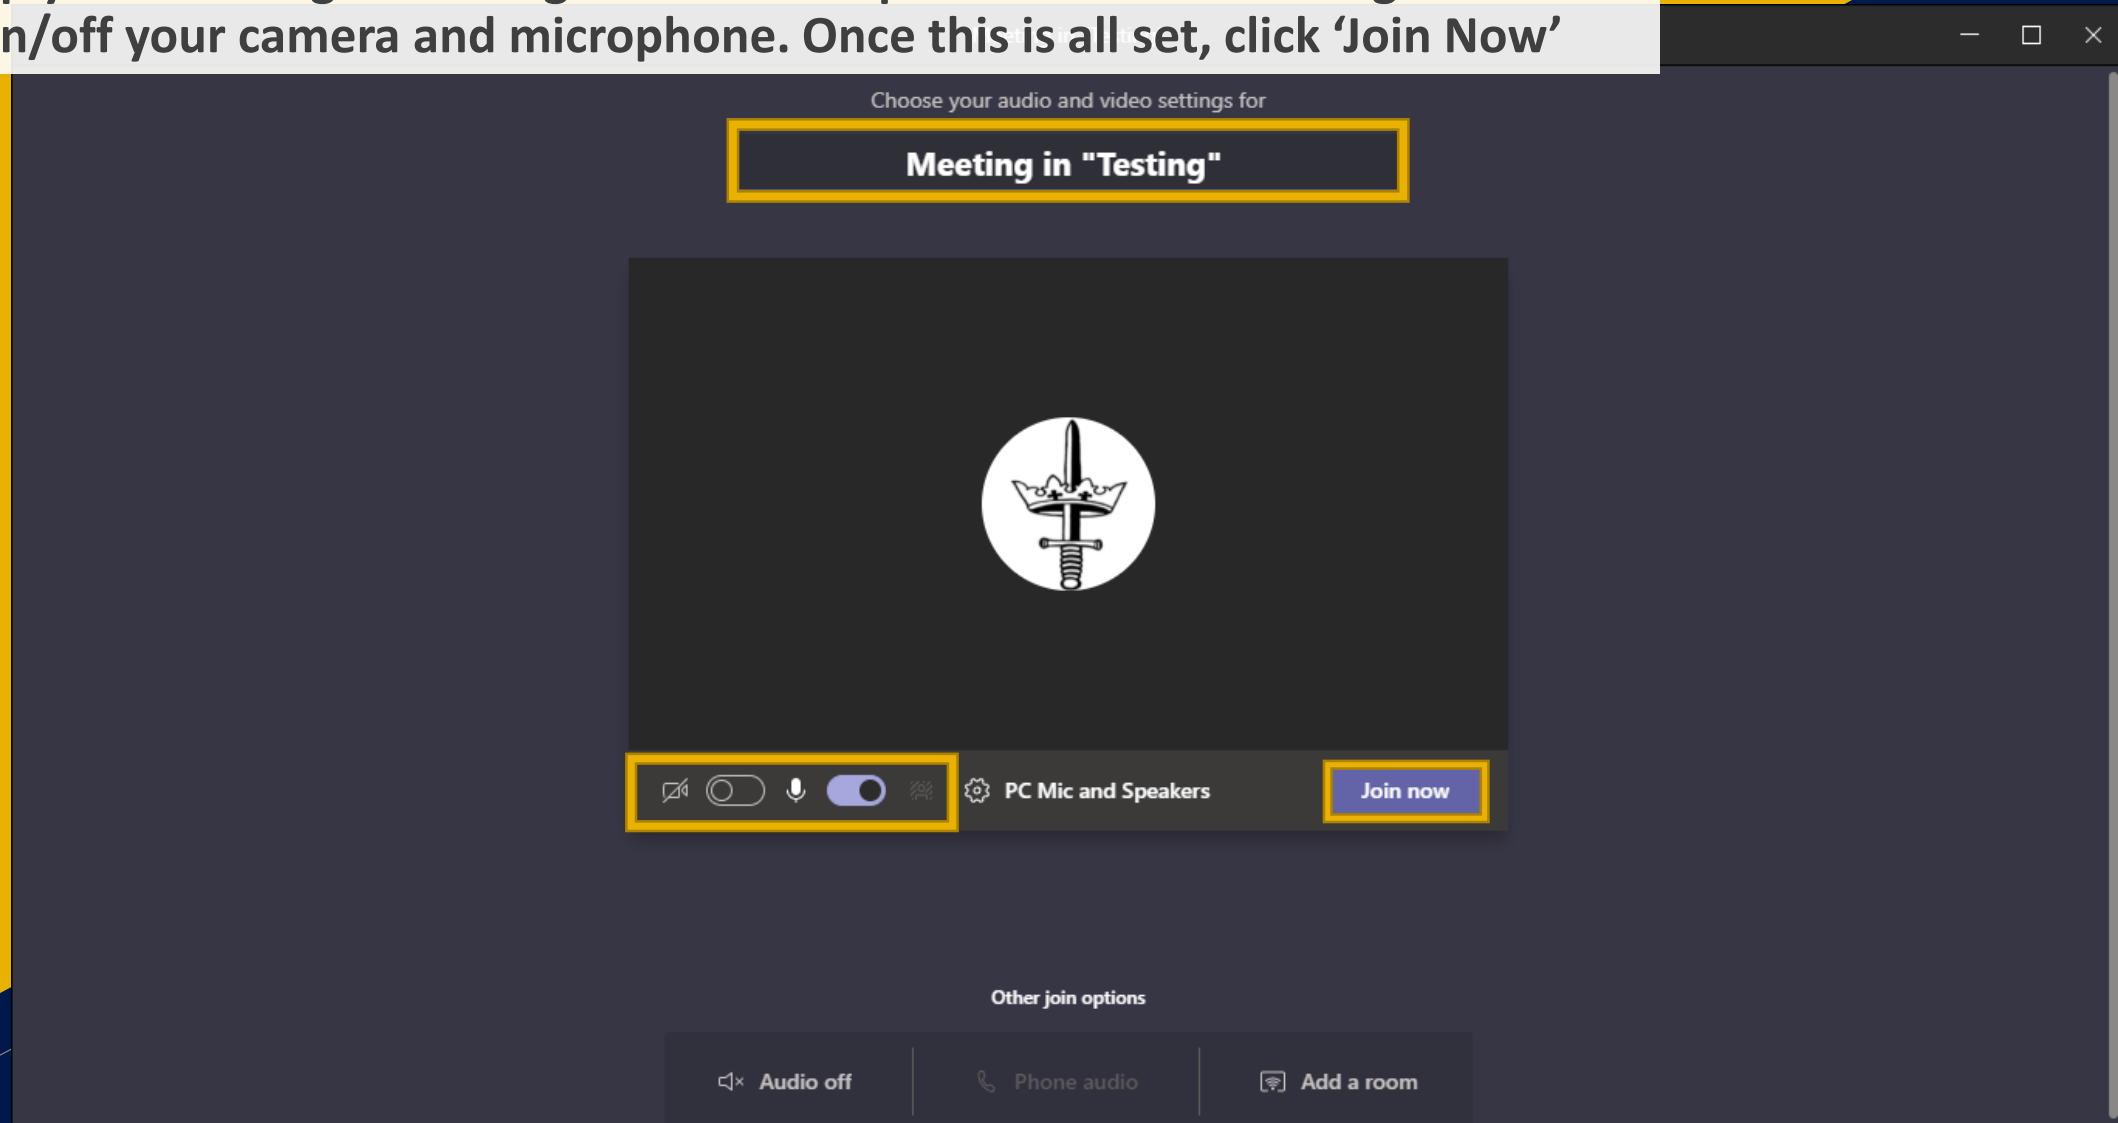 n/off your camera and microphone. Once this is all set, click ‘Join Now’
Choose your audio and video settings for
Meeting in "Testing"
PC Mic and Speakers
Join now
Other join options
Audio off
Phone audio
Add a room